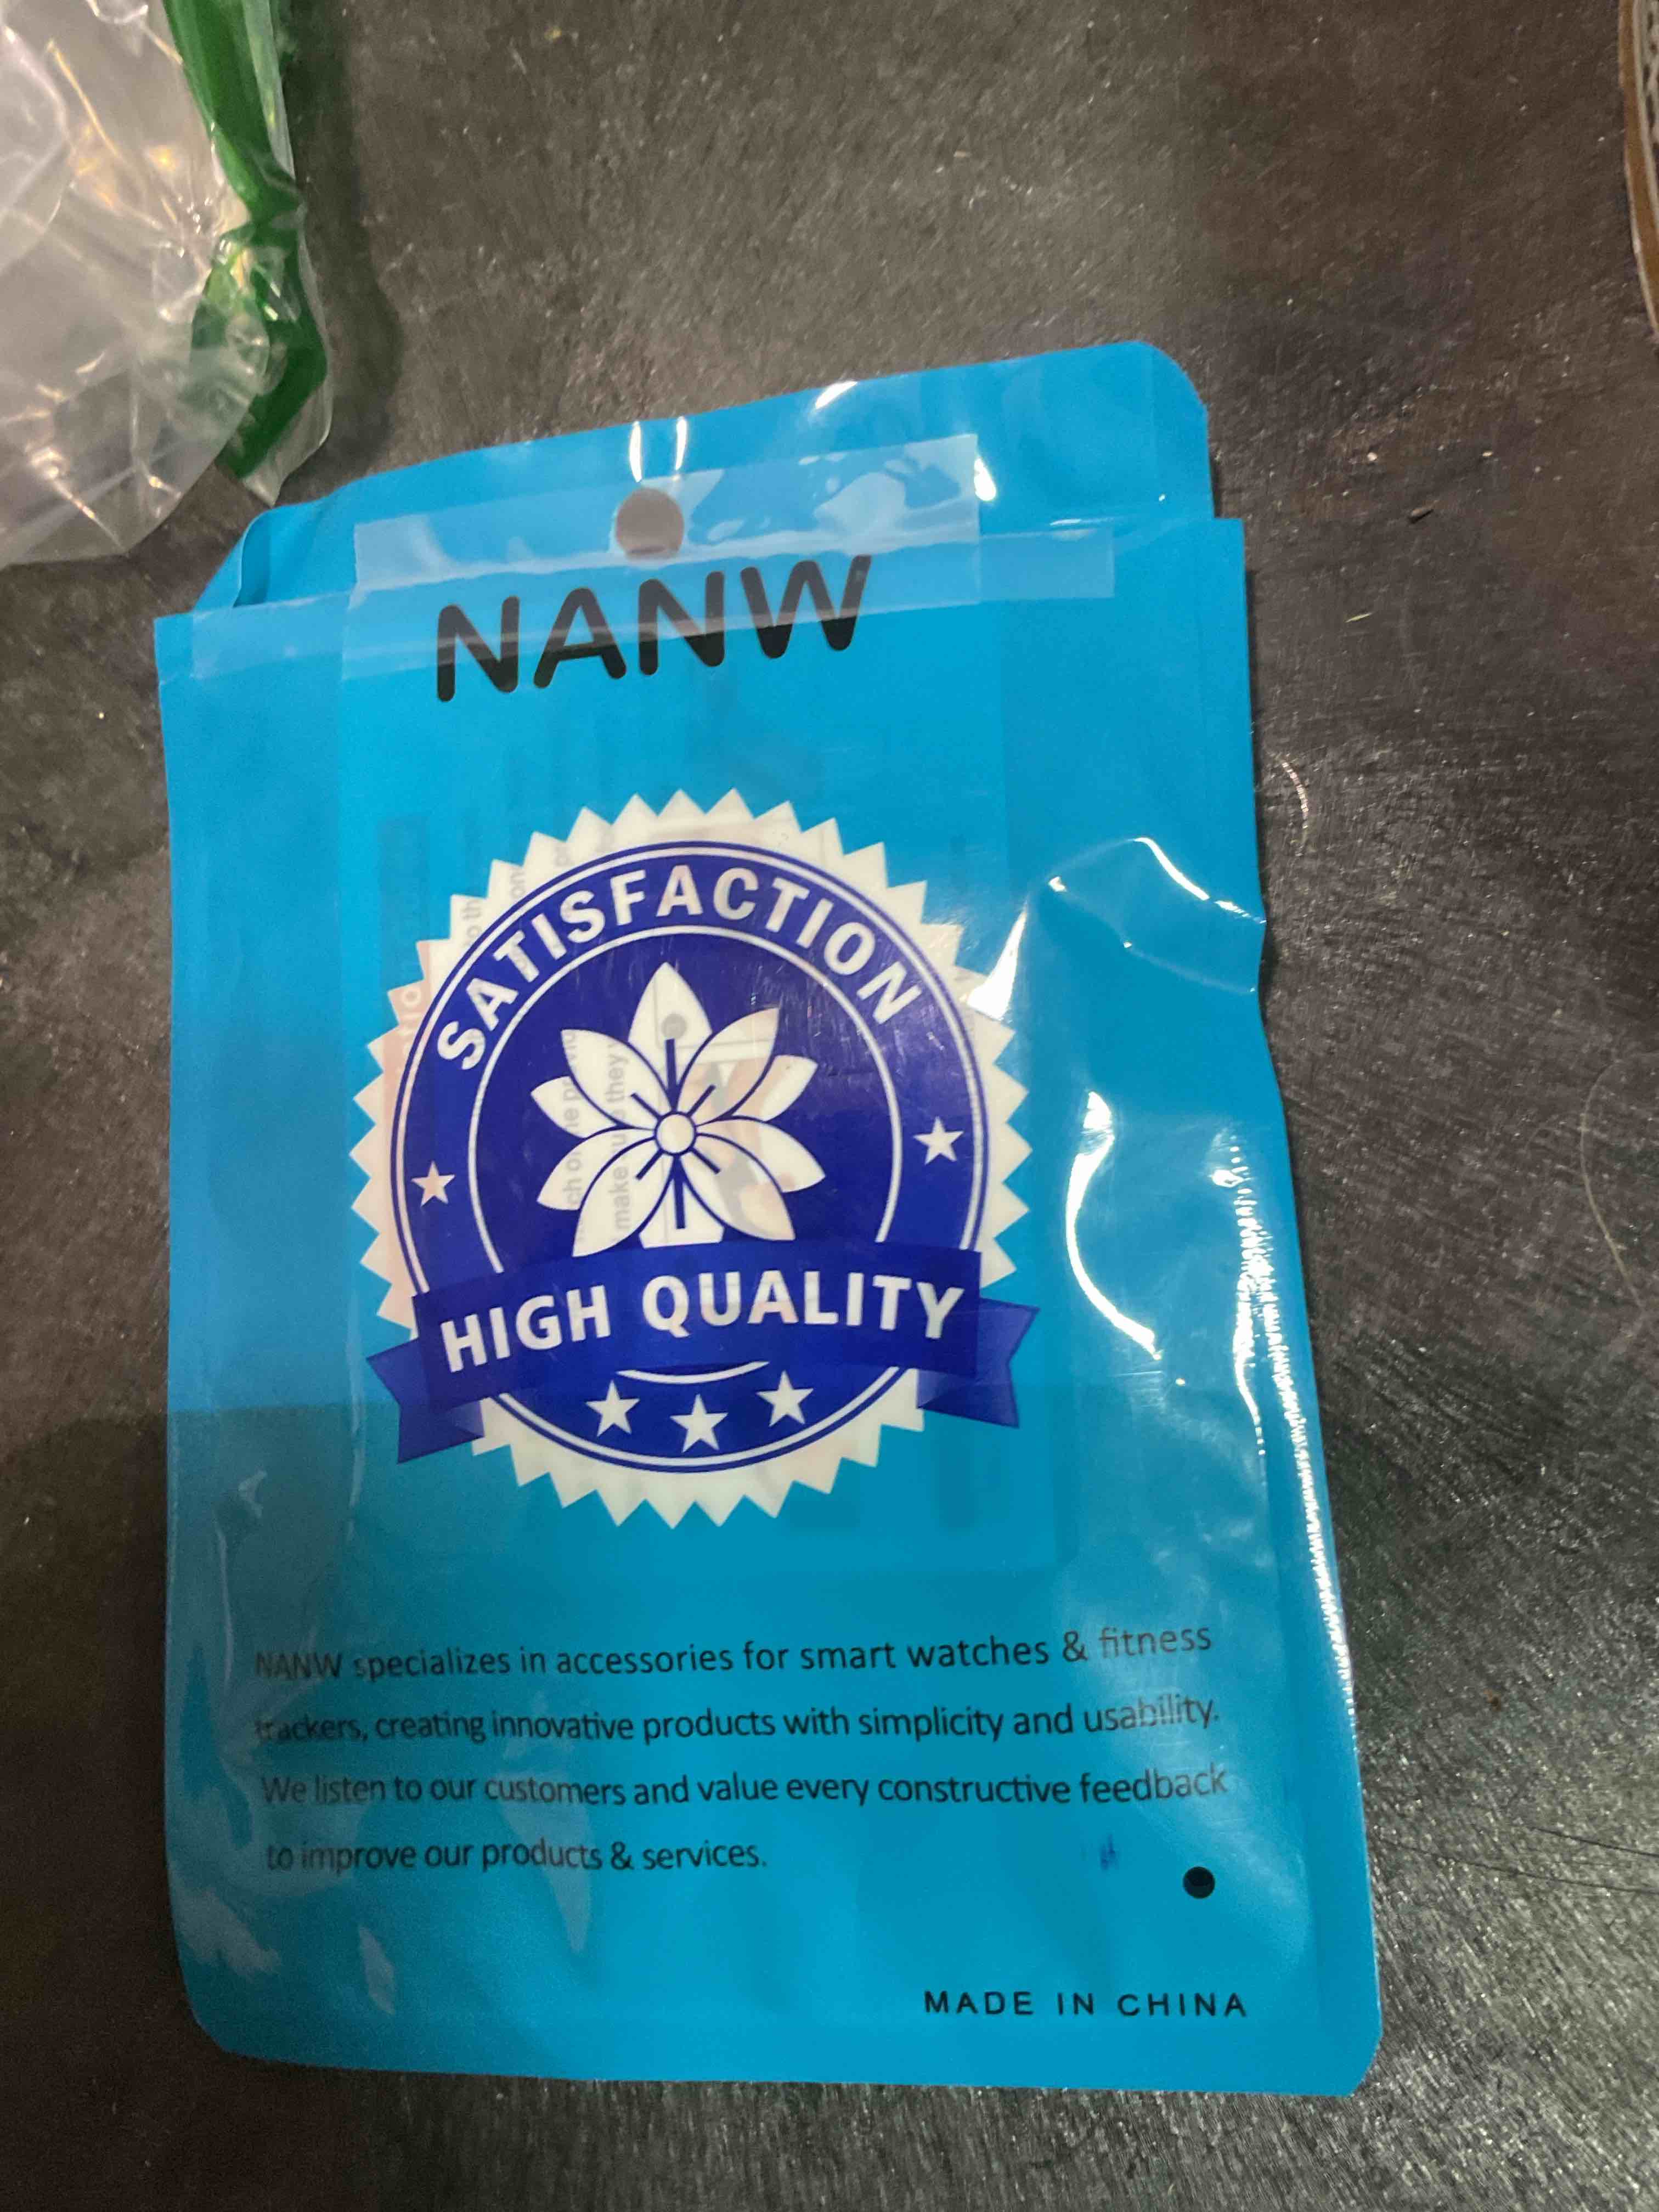 NANW
SATISFACTION
HIGH QUALITY
NANW specializes in accessories for smart watches & fitness
trackers, creating innovative products with simplicity and usability.
We listen to our customers and value every constructive feedback
to improve our products & services.
MADE IN CHINA